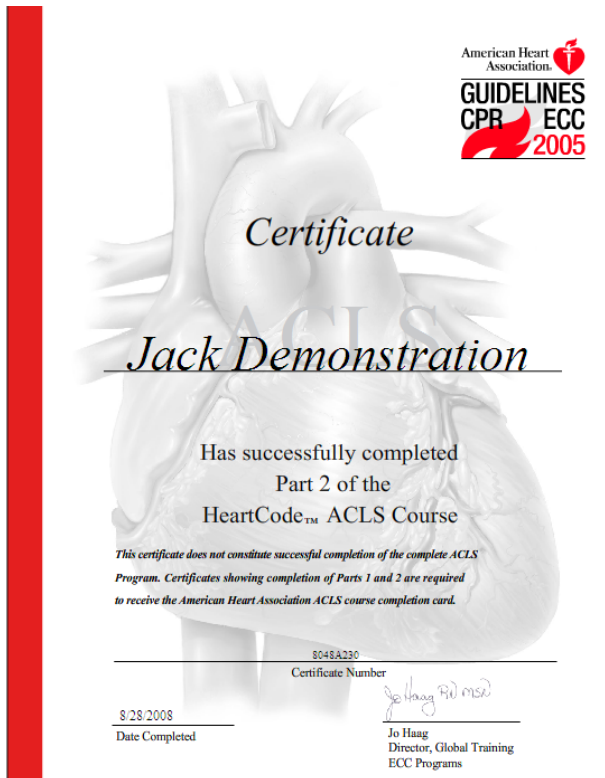 American Heart
Association®
GUIDELINES
CPR ECC
2005
Certificate
ACLS
Jack Demonstration
Has successfully completed
Part 2 of the
HeartCode™ ACLS Course
This certificate does not constitute successful completion of the complete ACLS
Program. Certificates showing completion of Parts 1 and 2 are required
to receive the American Heart Association ACLS course completion card.
8048A230
Certificate Number
Jo Haag RN MSN
8/28/2008
Date Completed
Jo Haag
Director, Global Training
ECC Programs